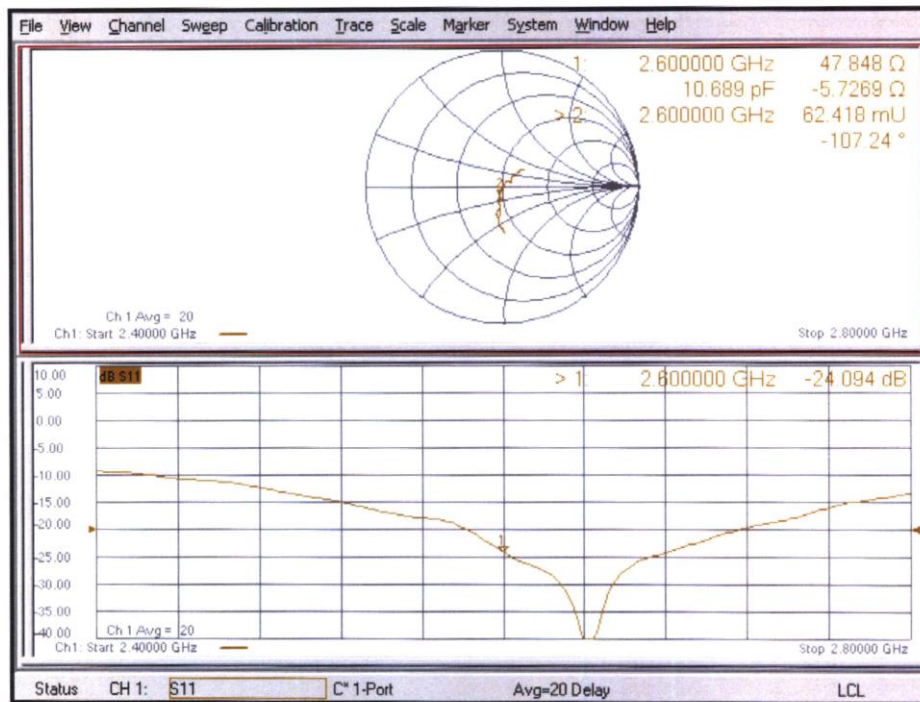 File View Channel Sweep Calibration Trace Scale Marker System Window Help
1: 2.600000 GHz 47.848 Ω
10.689 pF -5.7269 Ω
> 2: 2.600000 GHz 62.418 mU
-107.24 °
Ch 1 Avg = 20
Ch1: Start 2.40000 GHz
Stop 2.80000 GHz
10.00
dB S11
> 1: 2.600000 GHz -24.094 dB
5.00
0.00
-5.00
-10.00
-15.00
-20.00
1
-25.00
-30.00
-35.00
-40.00
Ch 1 Avg = 20
Ch1: Start 2.40000 GHz
Stop 2.80000 GHz
Status CH 1: S11 C* 1-Port Avg=20 Delay LCL